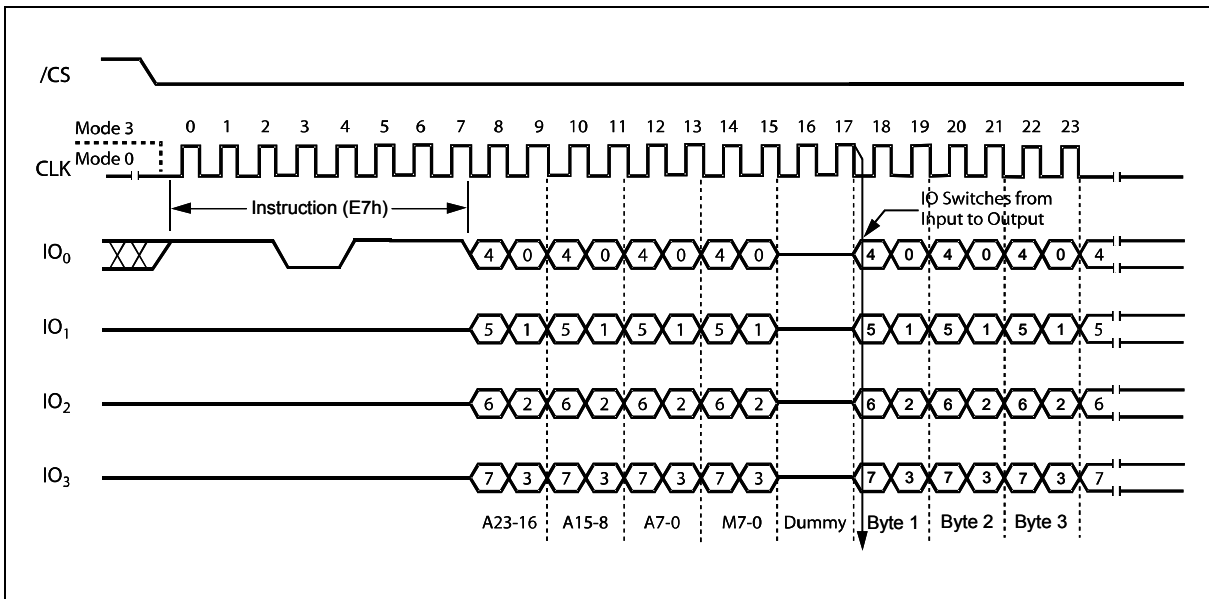 /CS
Mode 3
0 1 2 3 4 5 6 7 8 9 10 11 12 13 14 15 16 17 18 19 20 21 22 23
CLK
Mode 0
Instruction (E7h)
IO Switches from
Input to Output
IO0
4 0 4 0 4 0 4 0 4 0 4 0 4 0 4
IO1
5 1 5 1 5 1 5 1 5 1 5 1 5 1 5
IO2
6 2 6 2 6 2 6 2 6 2 6 2 6 2 6
IO3
7 3 7 3 7 3 7 3 7 3 7 3 7 3 7
A23-16 A15-8 A7-0 M7-0 Dummy Byte 1 Byte 2 Byte 3